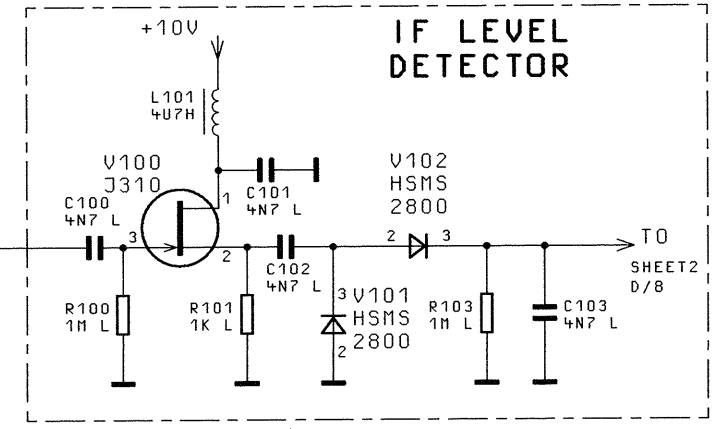 +10V
IF LEVEL
DETECTOR
L101
4U7H
V100
J310
1
C101
4N7 L
V102
HSMS
2800
C100
4N7 L
3
2
C102
4N7 L
2
3
TO
SHEET2
D/8
R100
1M L
R101
1K L
3
V101
HSMS
2800
2
R103
1M L
C103
4N7 L